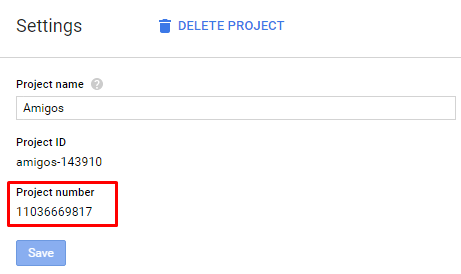 Settings
DELETE PROJECT
Project name ?
Amigos
Project ID
amigos-143910
Project number
11036669817
Save